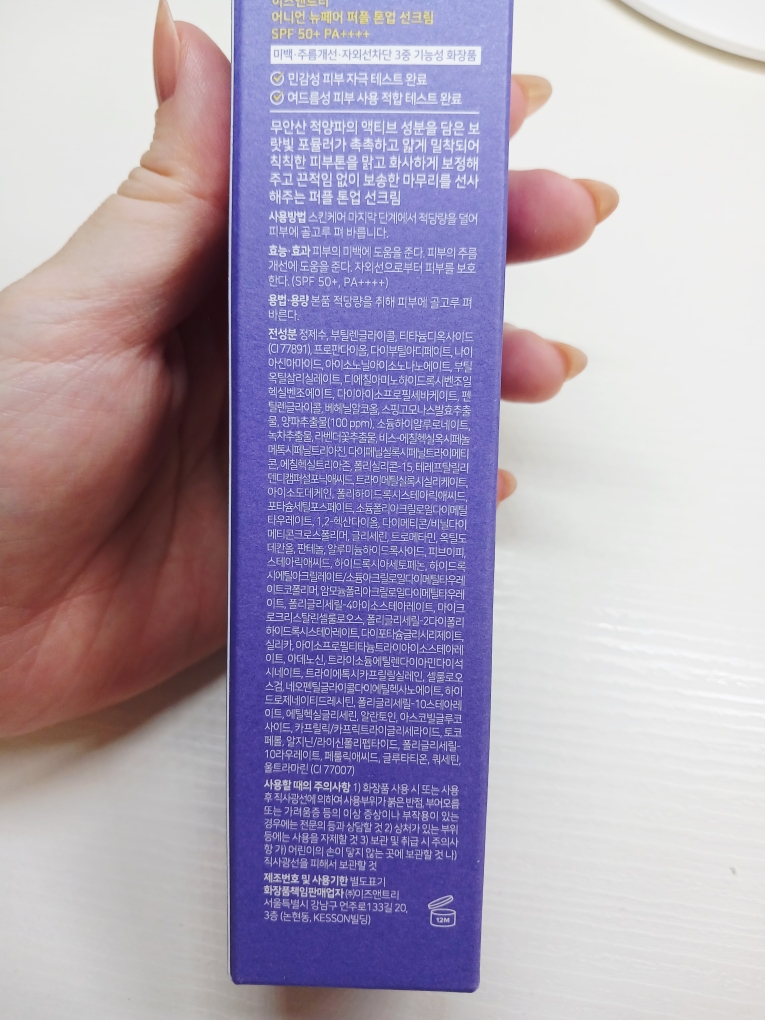 이즈앤트리
어니언 뉴페어 퍼플 톤업 선크림
SPF 50+ PA++++
미백·주름개선·자외선차단 3중 기능성 화장품
민감성 피부 자극 테스트 완료
여드름성 피부 사용 적합 테스트 완료
무안산 적양파의 액티브 성분을 담은 보
랏빛 포뮬러가 촉촉하고 얇게 밀착되어
칙칙한 피부톤을 맑고 화사하게 보정해
주고 끈적임 없이 보송한 마무리를 선사
해주는 퍼플 톤업 선크림
사용방법 스킨케어 마지막 단계에서 적당량을 덜어
피부에 골고루 펴 바릅니다.
효능·효과 피부의 미백에 도움을 준다. 피부의 주름
개선에 도움을 준다. 자외선으로부터 피부를 보호
한다. (SPF 50+, PA++++)
용법·용량 본품 적당량을 취해 피부에 골고루 펴
바른다.
전성분 정제수, 부틸렌글라이콜, 티타늄디옥사이드
(CI 77891), 프로판다이올, 다이부틸아디페이트, 나이
아신아마이드, 아이소노닐아이소노나노에이트, 부틸
옥틸살리실레이트, 디에칠아미노하이드록시벤조일
헥실벤조에이트, 다이아이소프로필세바케이트, 펜
틸렌글라이콜, 베헤닐알코올, 스핑고모나스발효추출
물, 양파추출물(100 ppm), 소듐하이알루로네이트,
녹차추출물, 라벤더꽃추출물, 비스-에칠헥실옥시페놀
메톡시페닐트리아진, 다이페닐실록시페닐트라이메티
콘, 에칠헥실트리아존, 폴리실리콘-15, 테레프탈릴리
덴디캠퍼설포닉애씨드, 트라이메틸실록시실리케이트,
아이소도데케인, 폴리하이드록시스테아릭애씨드,
포타슘세틸포스페이트, 소듐폴리아크릴로일다이메틸
타우레이트, 1,2-헥산다이올, 다이메티콘/비닐다이
메티콘크로스폴리머, 글리세린, 트로메타민, 옥틸도
데칸올, 판테놀, 알루미늄하이드록사이드, 피브이피,
스테아릭애씨드, 하이드록시아세토페논, 하이드록
시에틸아크릴레이트/소듐아크릴로일다이메틸타우레
이트코폴리머, 암모늄폴리아크릴로일다이메틸타우레
이트, 폴리글리세릴-4아이소스테아레이트, 마이크
로크리스탈린셀룰로오스, 폴리글리세릴-2다이폴리
하이드록시스테아레이트, 다이포타슘글리시리제이트,
실리카, 아이소프로필티타늄트라이아이소스테아레
이트, 아데노신, 트라이소듐에틸렌다이아민다이석
시네이트, 트라이에톡시카프릴릴실레인, 셀룰로오
스검, 네오펜틸글라이콜다이에틸헥사노에이트, 하이
드로제네이티드레시틴, 폴리글리세릴-10스테아레
이트, 에틸헥실글리세린, 알란토인, 아스코빌글루코
사이드, 카프릴릭/카프릭트라이글리세라이드, 토코
페롤, 알지닌/라이신폴리펩타이드, 폴리글리세릴-
10라우레이트, 페룰릭애씨드, 글루타티온, 쿼세틴,
울트라마린 (CI 77007)
사용할 때의 주의사항 1) 화장품 사용 시 또는 사용
후 직사광선에 의하여 사용부위가 붉은 반점, 부어오름
또는 가려움증 등의 이상 증상이나 부작용이 있는
경우에는 전문의 등과 상담할 것 2) 상처가 있는 부위
등에는 사용을 자제할 것 3) 보관 및 취급 시 주의사
항 가) 어린이의 손이 닿지 않는 곳에 보관할 것 나)
직사광선을 피해서 보관할 것
제조번호 및 사용기한 별도표기
화장품책임판매업자 ㈜이즈앤트리
서울특별시 강남구 언주로133길 20,
3층 (논현동, KESSON빌딩)
12M